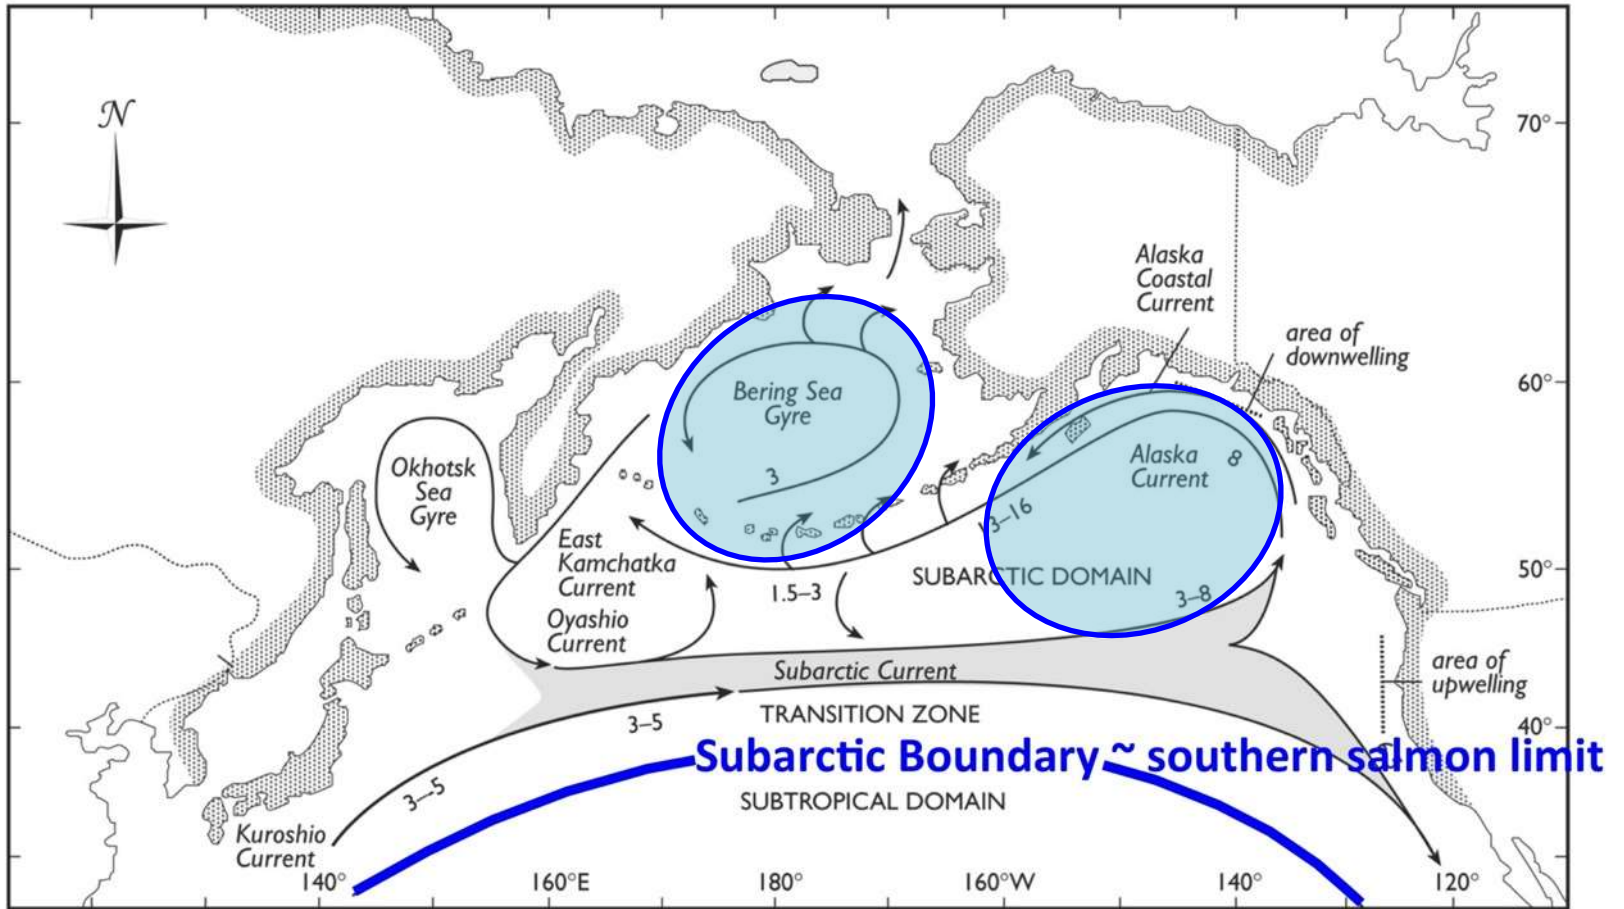 N
70°
Alaska
Coastal
Current
area of
downwelling
60°
Bering Sea
Gyre
3
Okhotsk
Sea
Gyre
Alaska
Current
8
3–16
East
Kamchatka
Current
50°
SUBARCTIC DOMAIN
1.5–3
3–8
Oyashio
Current
Subarctic Current
area of
upwelling
3–5
TRANSITION ZONE
40°
Subarctic Boundary ~ southern salmon limit
3–5
SUBTROPICAL DOMAIN
Kuroshio
Current
140°
160°E
180°
160°W
140°
120°